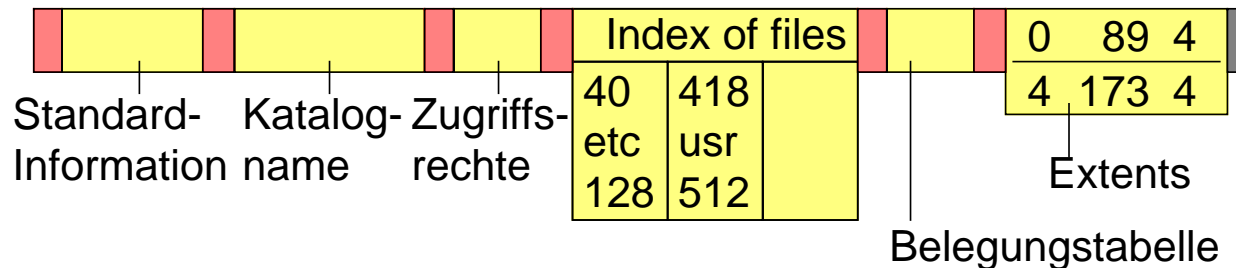 Index of files
0 89 4
4 173 4
40 418
etc usr
128 512
Standard-
Information
Katalog-
name
Zugriffs-
rechte
Extents
Belegungstabelle